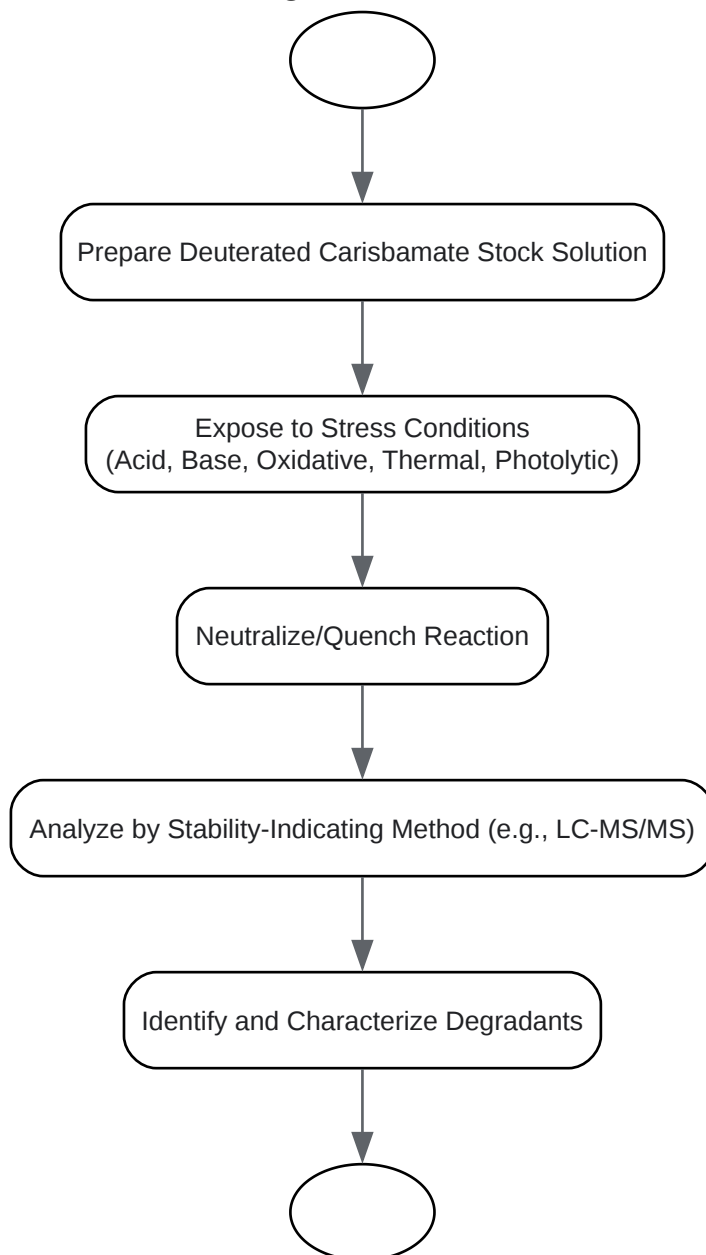 Prepare Deuterated Carisbamate Stock Solution
Expose to Stress Conditions
(Acid, Base, Oxidative, Thermal, Photolytic)
Neutralize/Quench Reaction
Analyze by Stability-Indicating Method (e.g., LC-MS/MS)
Identify and Characterize Degradants